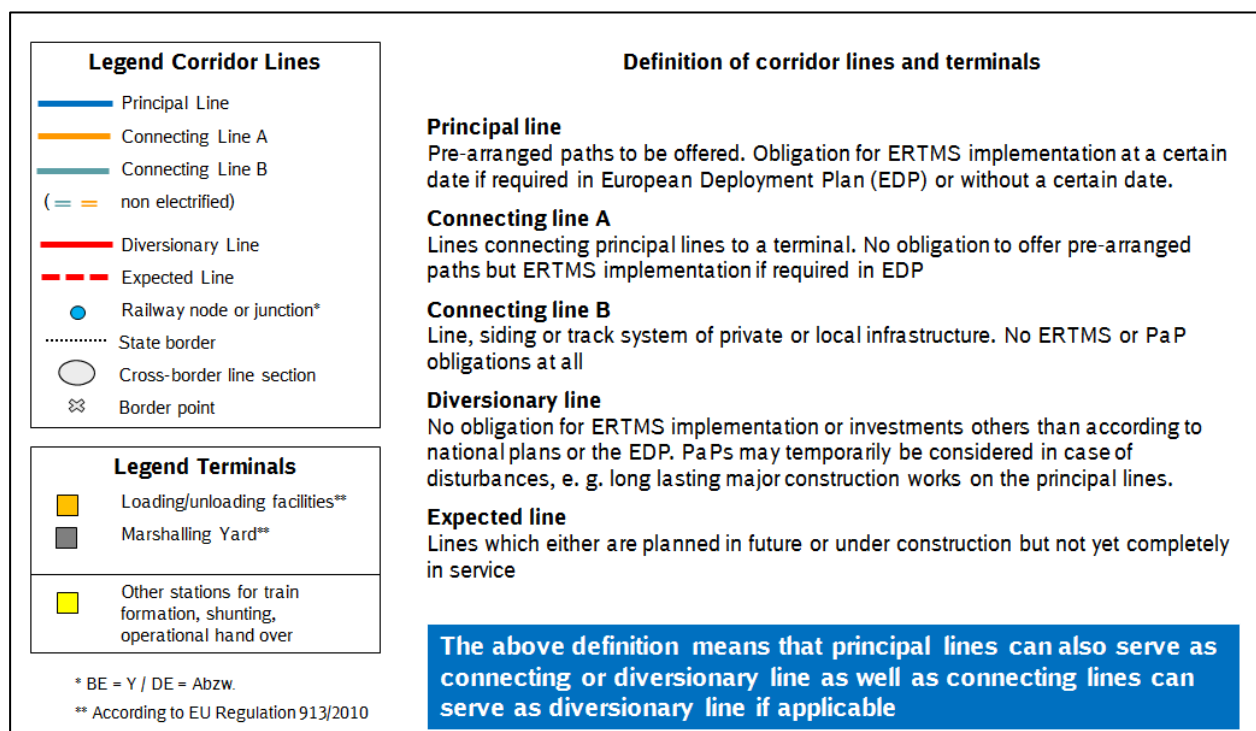 Legend Corridor Lines
Principal Line
Connecting Line A
Connecting Line B
( non electrified)
Diversionary Line
Expected Line
Railway node or junction*
State border
Cross-border line section
Border point
Legend Terminals
Loading/unloading facilities**
Marshalling Yard**
Other stations for train
formation, shunting,
operational hand over
* BE = Y / DE = Abzw.
** According to EU Regulation 913/2010
Definition of corridor lines and terminals
Principal line
Pre-arranged paths to be offered. Obligation for ERTMS implementation at a certain
date if required in European Deployment Plan (EDP) or without a certain date.
Connecting line A
Lines connecting principal lines to a terminal. No obligation to offer pre-arranged
paths but ERTMS implementation if required in EDP
Connecting line B
Line, siding or track system of private or local infrastructure. No ERTMS or PaP
obligations at all
Diversionary line
No obligation for ERTMS implementation or investments others than according to
national plans or the EDP. PaPs may temporarily be considered in case of
disturbances, e. g. long lasting major construction works on the principal lines.
Expected line
Lines which either are planned in future or under construction but not yet completely
in service
The above definition means that principal lines can also serve as
connecting or diversionary line as well as connecting lines can
serve as diversionary line if applicable